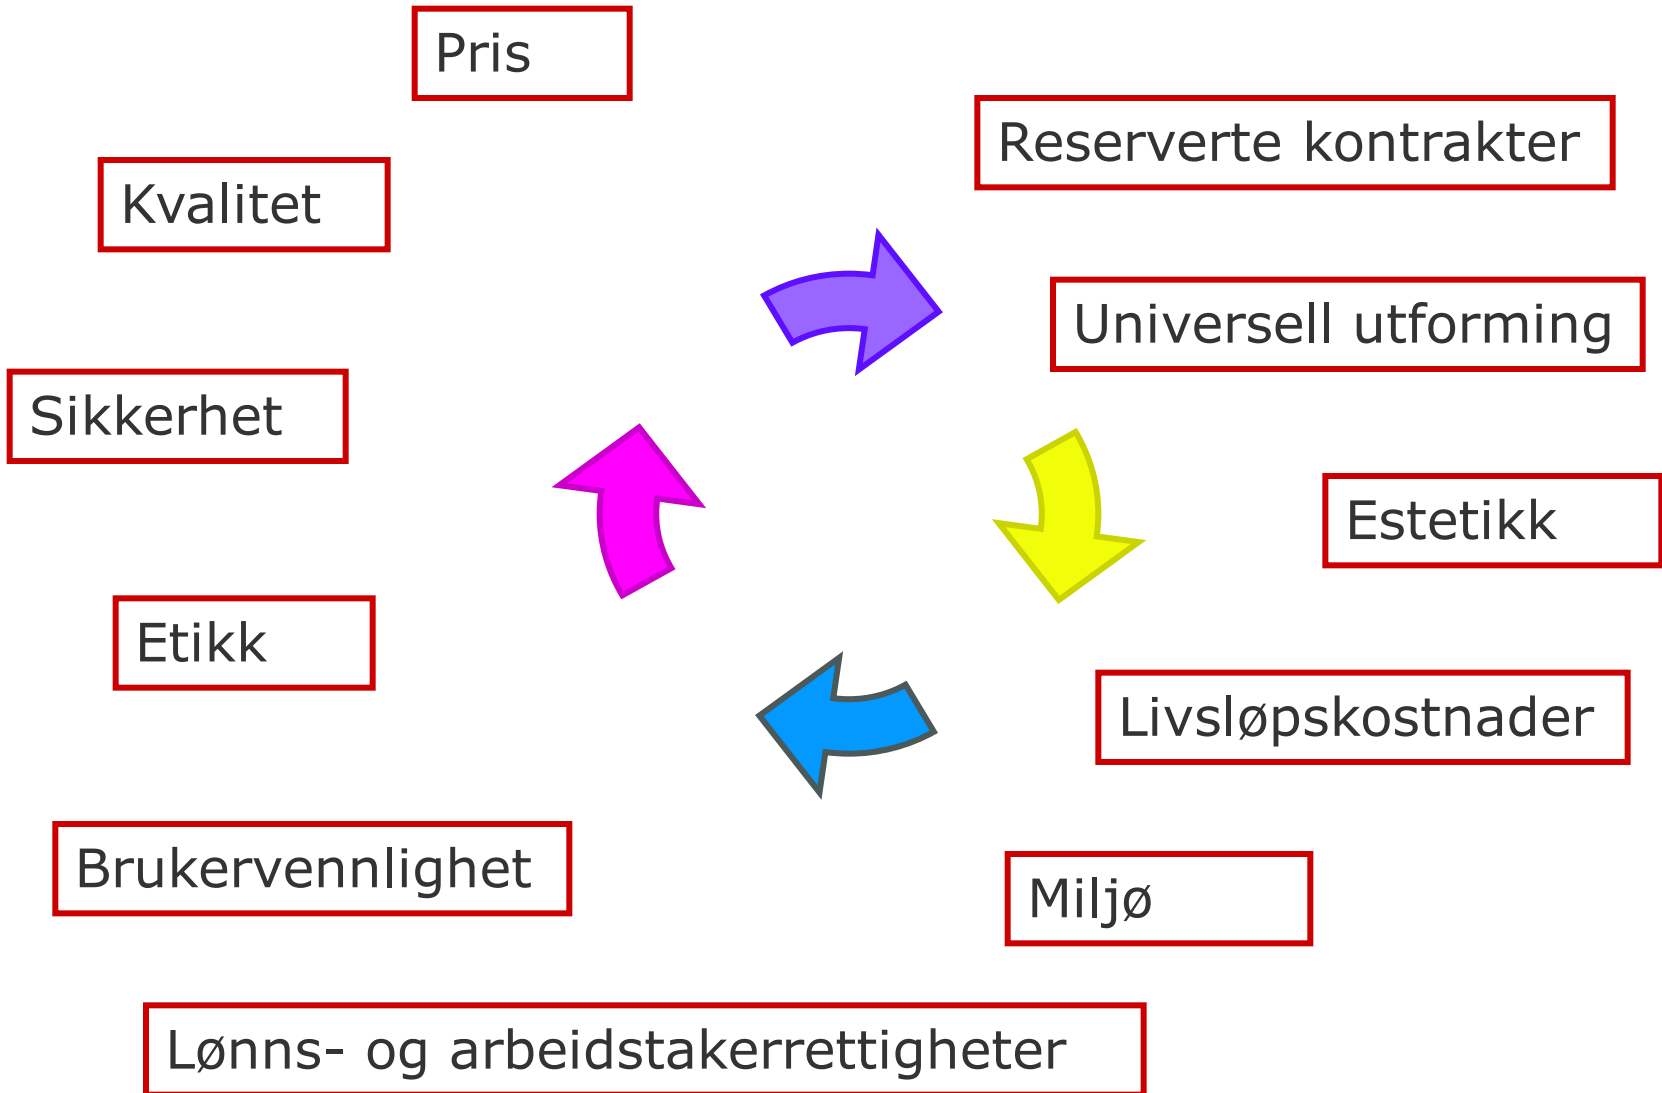 Pris
Reserverte kontrakter
Kvalitet
Universell utforming
Sikkerhet
Estetikk
Etikk
Livsløpskostnader
Brukervennlighet
Miljø
Lønns- og arbeidstakerrettigheter